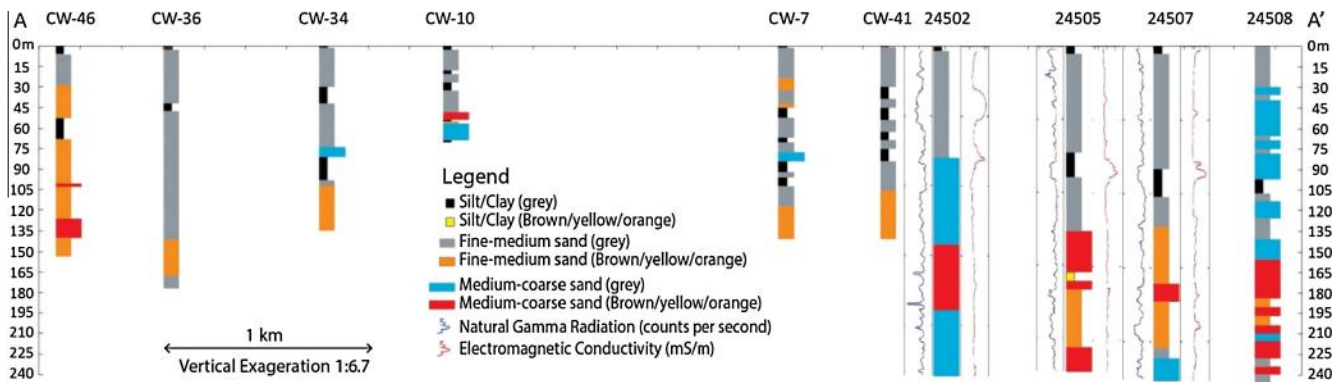 A CW-46 CW-36 CW-34 CW-10 CW-7 CW-41 24502 24505 24507 24508 A'
0m 0m
15 15
30 30
45 45
60 60
75 75
90 90
105 105
120 120
135 135
150 150
165 165
180 180
195 195
210 210
225 225
240 240
Legend
Silt/Clay (grey)
Silt/Clay (Brown/yellow/orange)
Fine-medium sand (grey)
Fine-medium sand (Brown/yellow/orange)
Medium-coarse sand (grey)
Medium-coarse sand (Brown/yellow/orange)
Natural Gamma Radiation (counts per second)
Electromagnetic Conductivity (mS/m)
1 km
Vertical Exageration 1:6.7